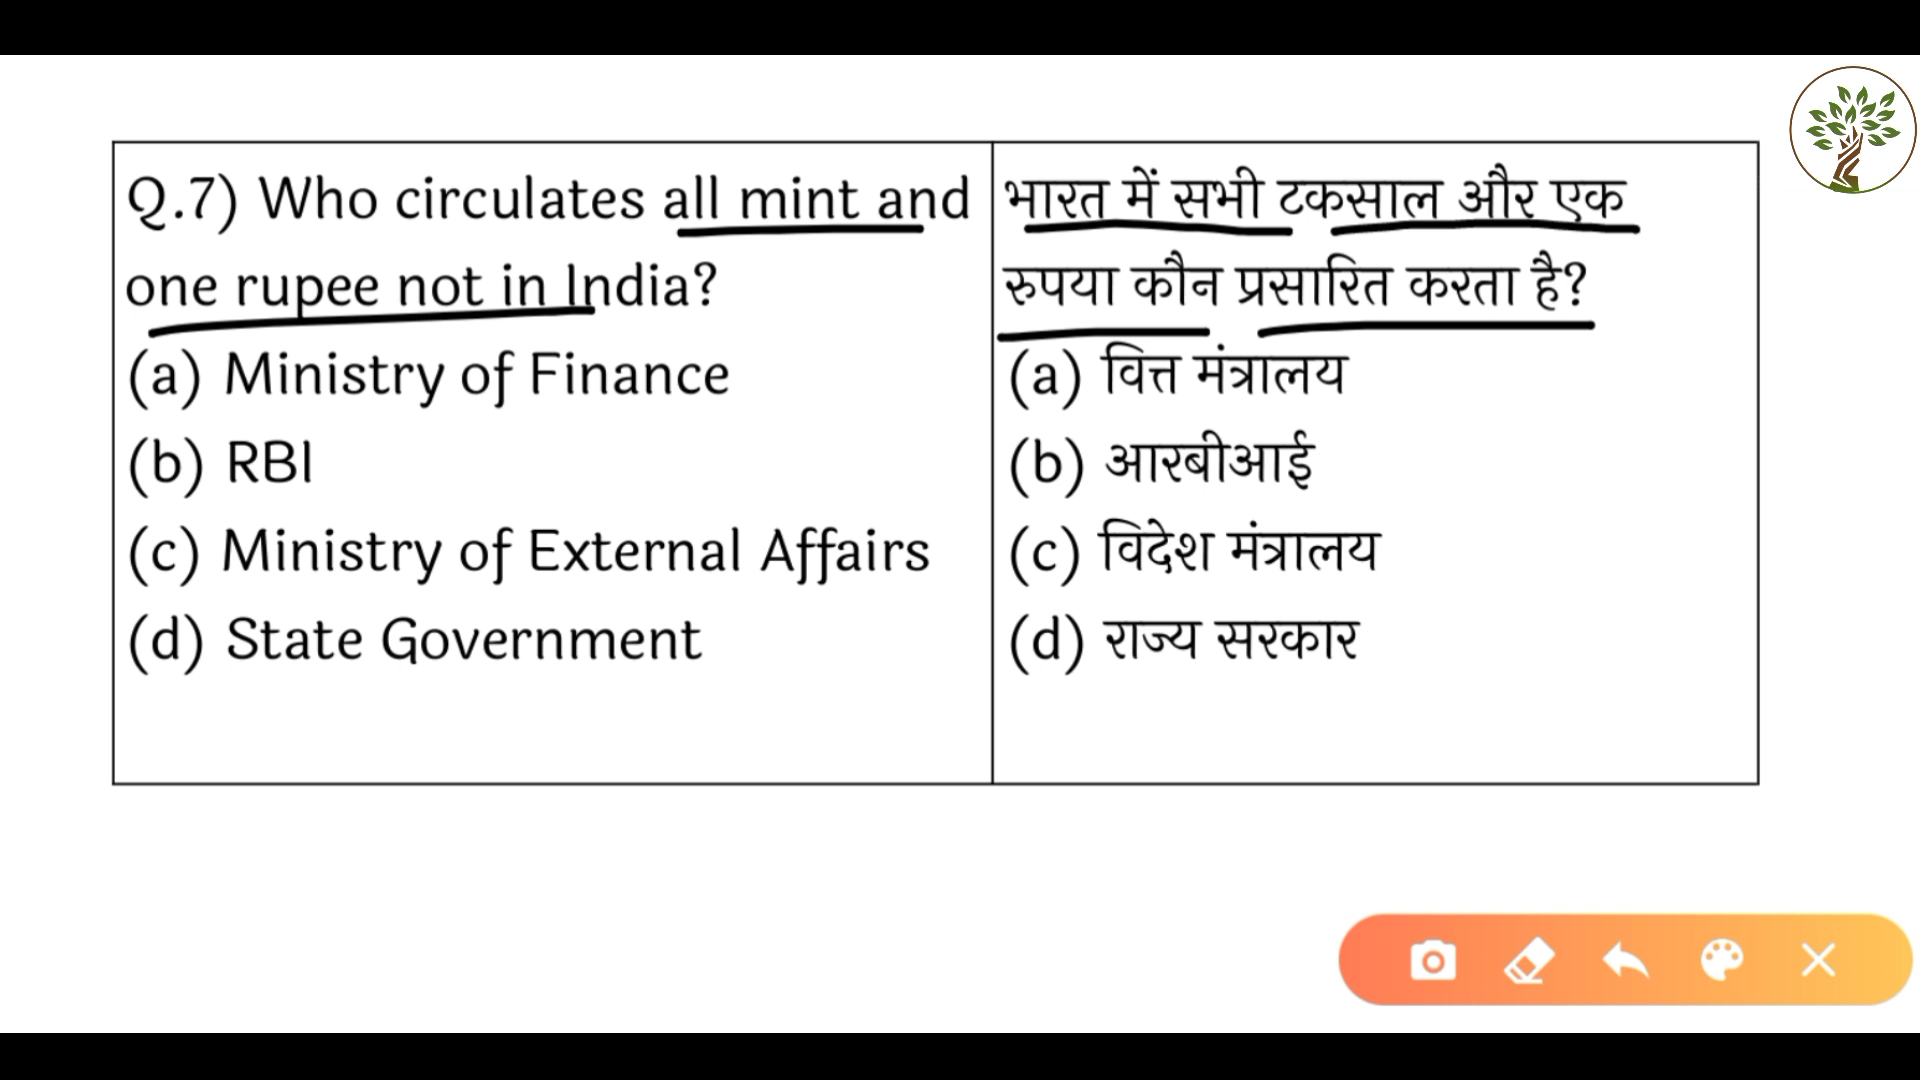 Q.7) Who circulates all mint and
one rupee not in India?
(a) Ministry of Finance
(b) RBI
(c) Ministry of External Affairs
(d) State Government
भारत में सभी टकसाल और एक
रुपया कौन प्रसारित करता है?
(a) वित्त मंत्रालय
(b) आरबीआई
(c) विदेश मंत्रालय
(d) राज्य सरकार